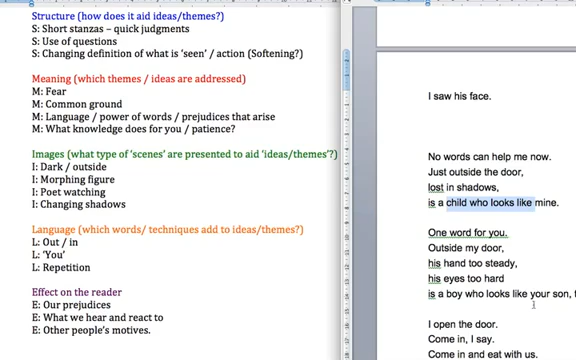 Structure (how does it aid ideas/themes?)
S: Short stanzas – quick judgments
S: Use of questions
S: Changing definition of what is ‘seen’ / action (Softening?)
Meaning (which themes / ideas are addressed)
M: Fear
M: Common ground
M: Language / power of words / prejudices that arise
M: What knowledge does for you / patience?
Images (what type of ‘scenes’ are presented to aid ‘ideas/themes’?)
I: Dark / outside
I: Morphing figure
I: Poet watching
I: Changing shadows
Language (which words/ techniques add to ideas/themes?)
L: Out / in
L: ‘You’
L: Repetition
Effect on the reader
E: Our prejudices
E: What we hear and react to
E: Other people’s motives.
I saw his face.
No words can help me now.
Just outside the door,
lost in shadows,
is a child who looks like mine.
One word for you.
Outside my door,
his hand too steady,
his eyes too hard
is a boy who looks like your son,
I open the door.
Come in, I say.
Come in and eat with us.